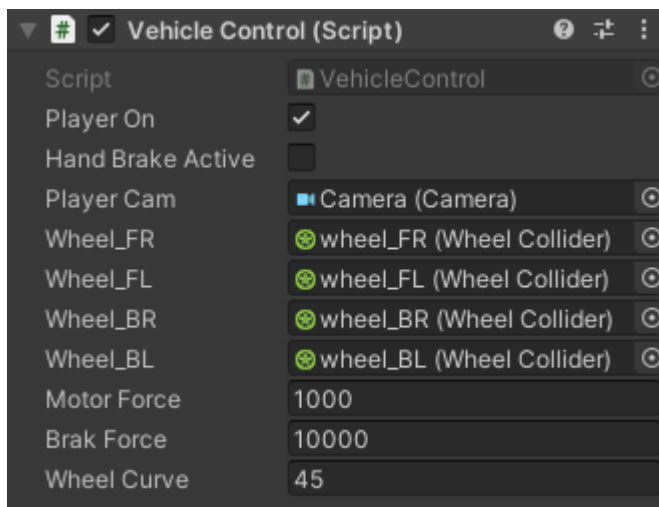 Vehicle Control (Script)
Script VehicleControl
Player On
Hand Brake Active
Player Cam Camera (Camera)
Wheel_FR wheel_FR (Wheel Collider)
Wheel_FL wheel_FL (Wheel Collider)
Wheel_BR wheel_BR (Wheel Collider)
Wheel_BL wheel_BL (Wheel Collider)
Motor Force 1000
Brak Force 10000
Wheel Curve 45